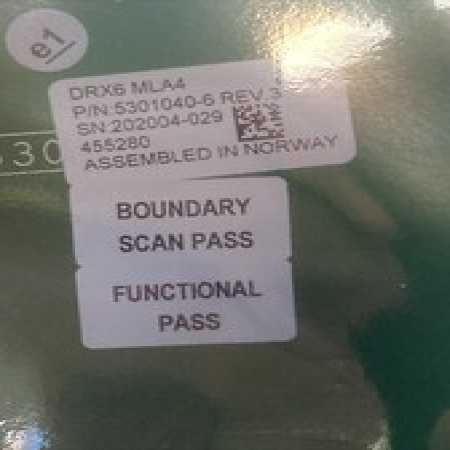 e1
DRX6 MLA4
P/N:5301040-6 REV.3
SN:202004-029
455280
ASSEMBLED IN NORWAY
530
BOUNDARY
SCAN PASS
FUNCTIONAL
PASS